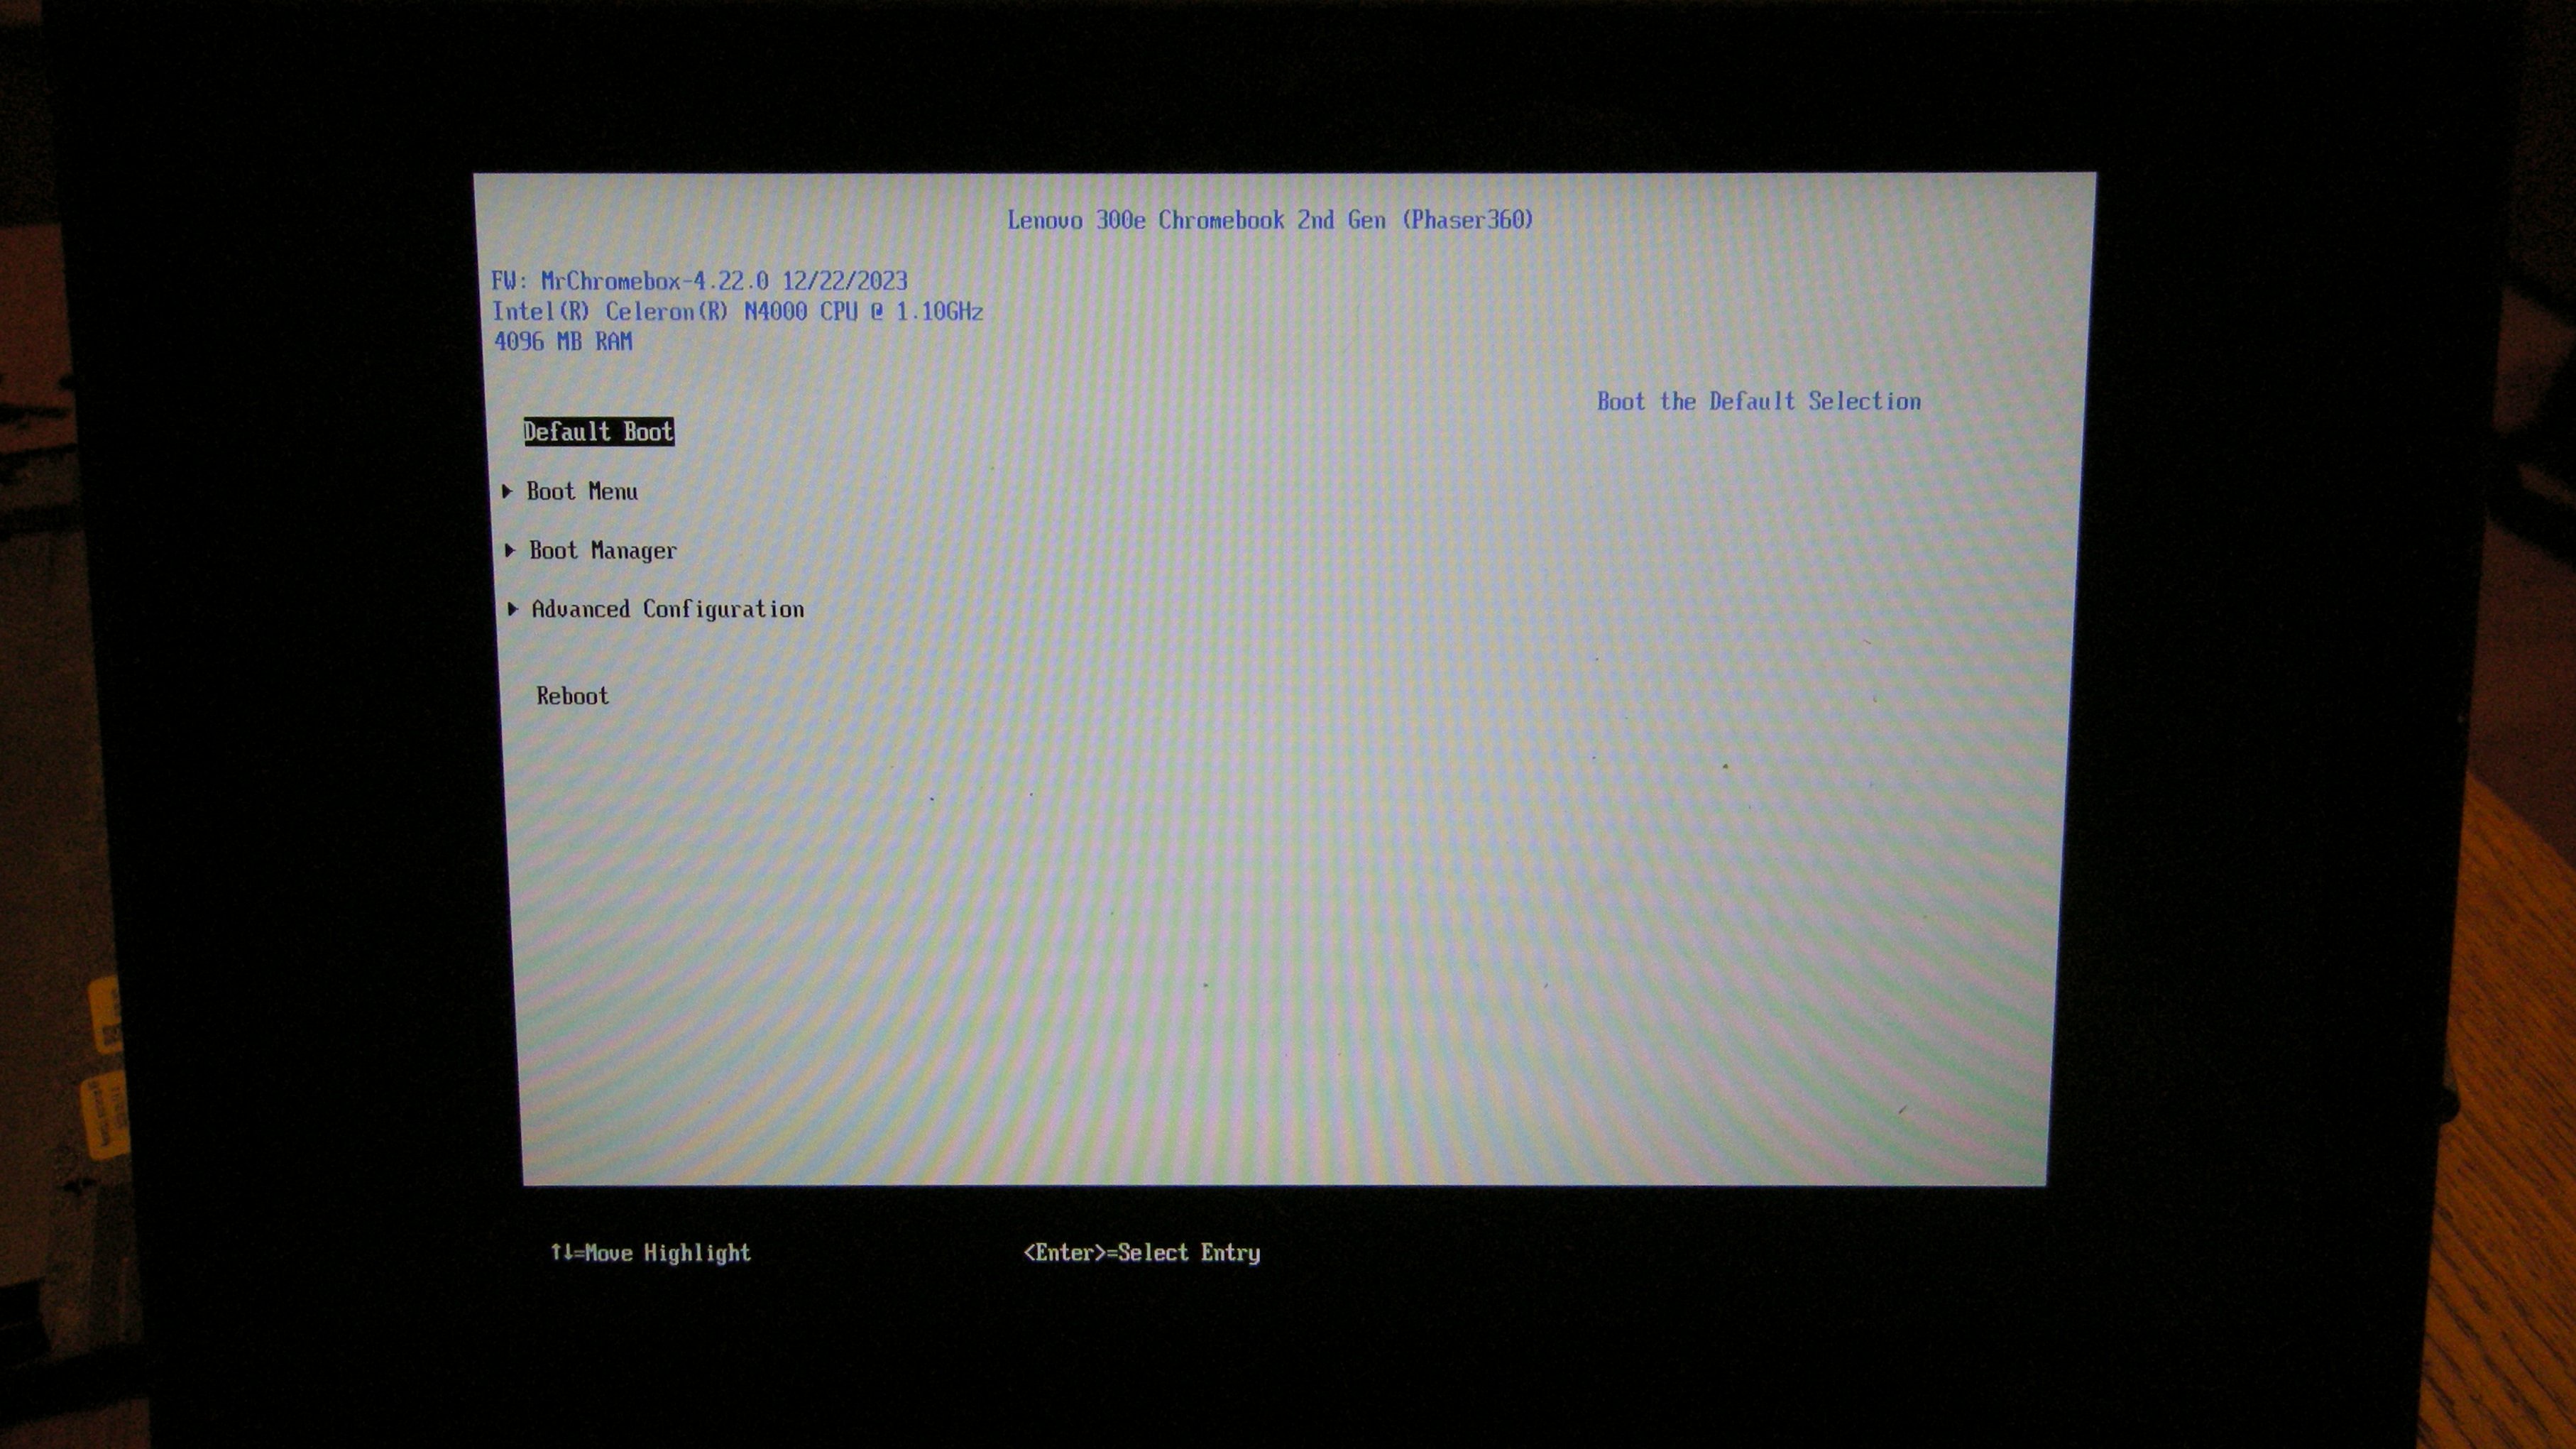 Lenovo 300e Chromebook 2nd Gen (Phaser360)
FW: MrChromebox-4.22.0 12/22/2023
Intel(R) Celeron(R) N4000 CPU @ 1.10GHz
4096 MB RAM
Boot the Default Selection
Default Boot
Boot Menu
Boot Manager
Advanced Configuration
Reboot
↑↓=Move Highlight <Enter>=Select Entry